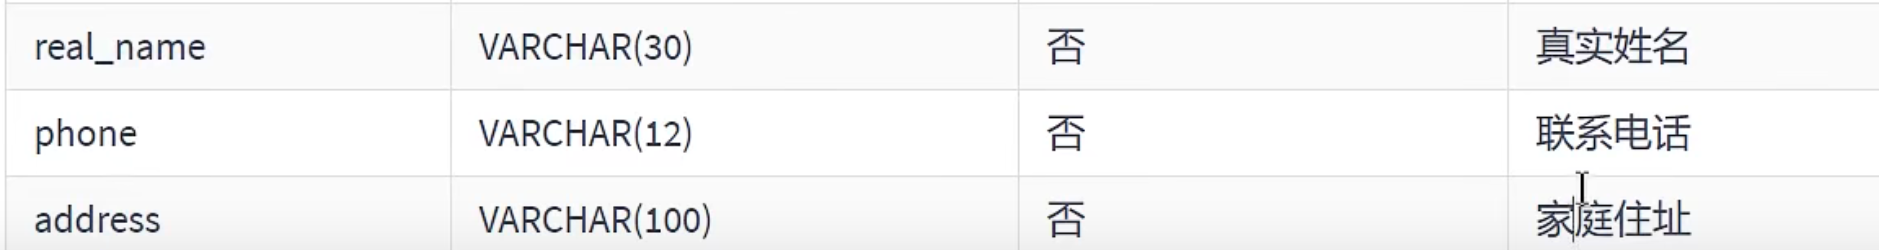 real_name VARCHAR(30) 否 真实姓名
phone VARCHAR(12) 否 联系电话
address VARCHAR(100) 否 家庭住址